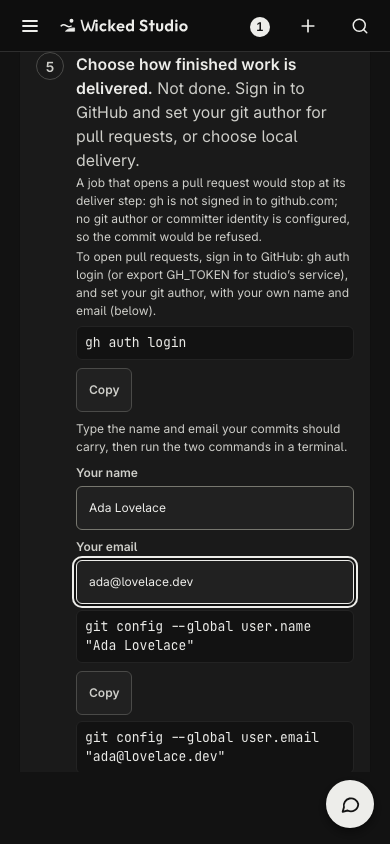 Wicked Studio
1
5
Choose how finished work is
delivered. Not done. Sign in to
GitHub and set your git author for
pull requests, or choose local
delivery.
A job that opens a pull request would stop at its
deliver step: gh is not signed in to github.com;
no git author or committer identity is configured,
so the commit would be refused.
To open pull requests, sign in to GitHub: gh auth
login (or export GH_TOKEN for studio's service),
and set your git author, with your own name and
email (below).
gh auth login
Copy
Type the name and email your commits should
carry, then run the two commands in a terminal.
Your name
Ada Lovelace
Your email
ada@lovelace.dev
git config --global user.name
"Ada Lovelace"
Copy
git config --global user.email
"ada@lovelace.dev"